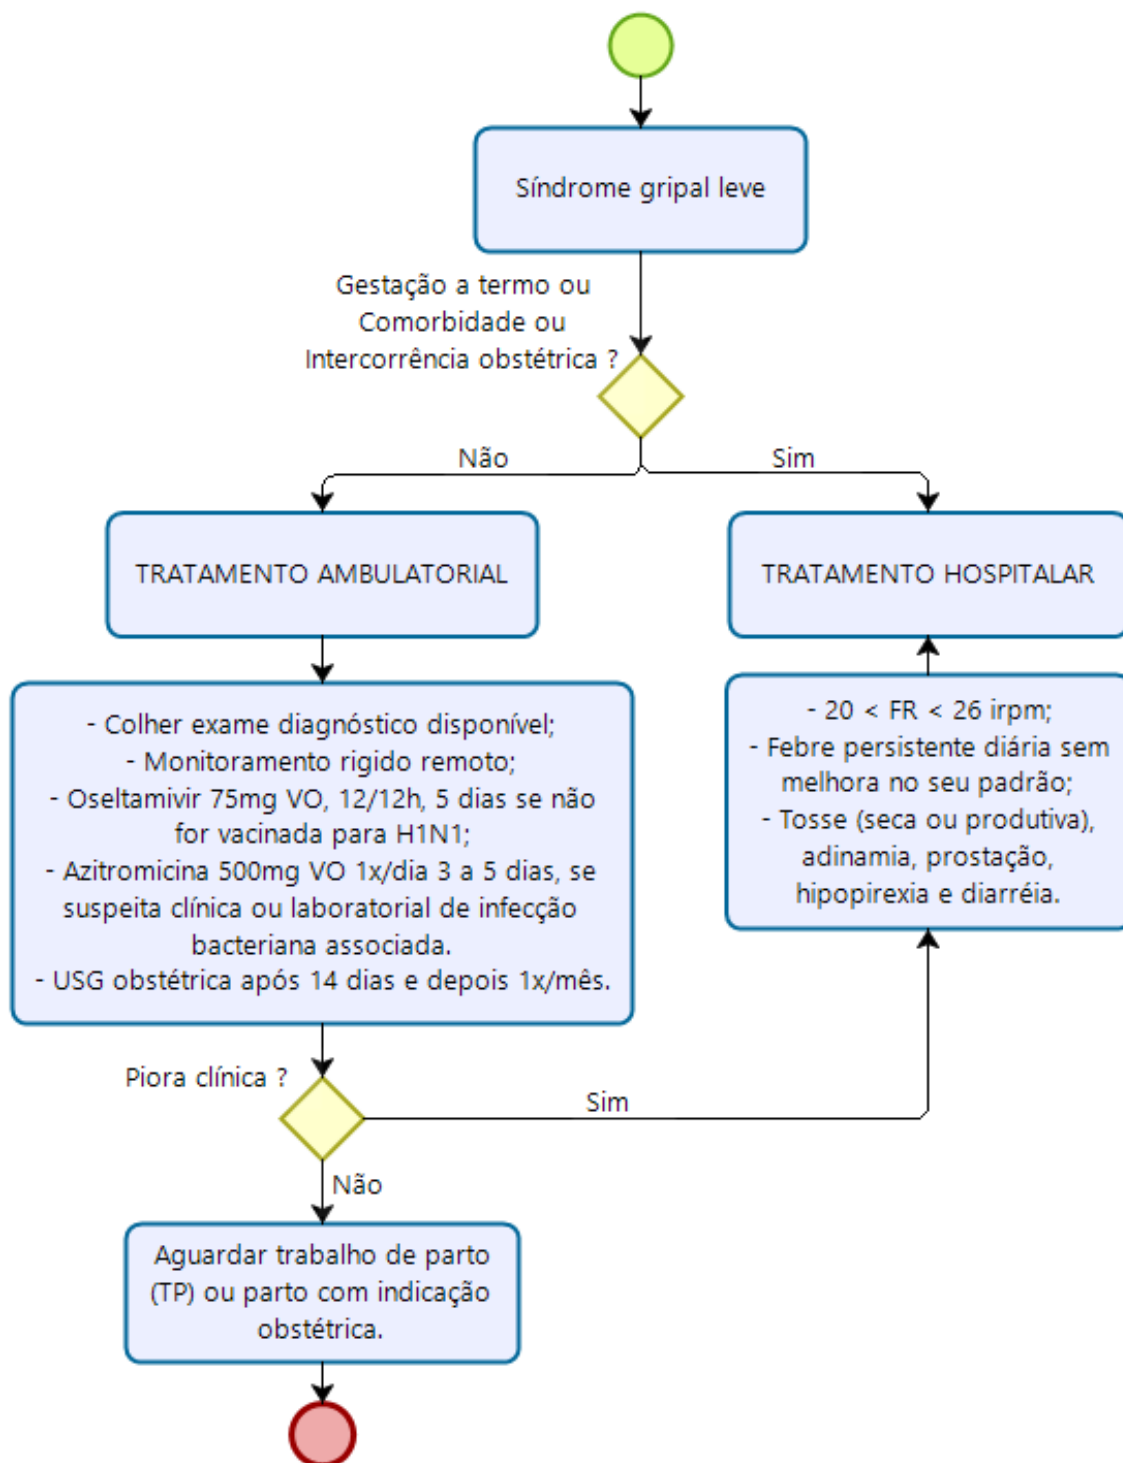 Síndrome gripal leve
Gestação a termo ou
Comorbidade ou
Intercorrência obstétrica ?
Não
Sim
TRATAMENTO AMBULATORIAL
TRATAMENTO HOSPITALAR
- Colher exame diagnóstico disponível;
- Monitoramento rigido remoto;
- Oseltamivir 75mg VO, 12/12h, 5 dias se não
for vacinada para H1N1;
- Azitromicina 500mg VO 1x/dia 3 a 5 dias, se
suspeita clínica ou laboratorial de infecção
bacteriana associada.
- USG obstétrica após 14 dias e depois 1x/mês.
- 20 < FR < 26 irpm;
- Febre persistente diária sem
melhora no seu padrão;
- Tosse (seca ou produtiva),
adinamia, prostação,
hipopirexia e diarréia.
Piora clínica ?
Sim
Não
Aguardar trabalho de parto
(TP) ou parto com indicação
obstétrica.